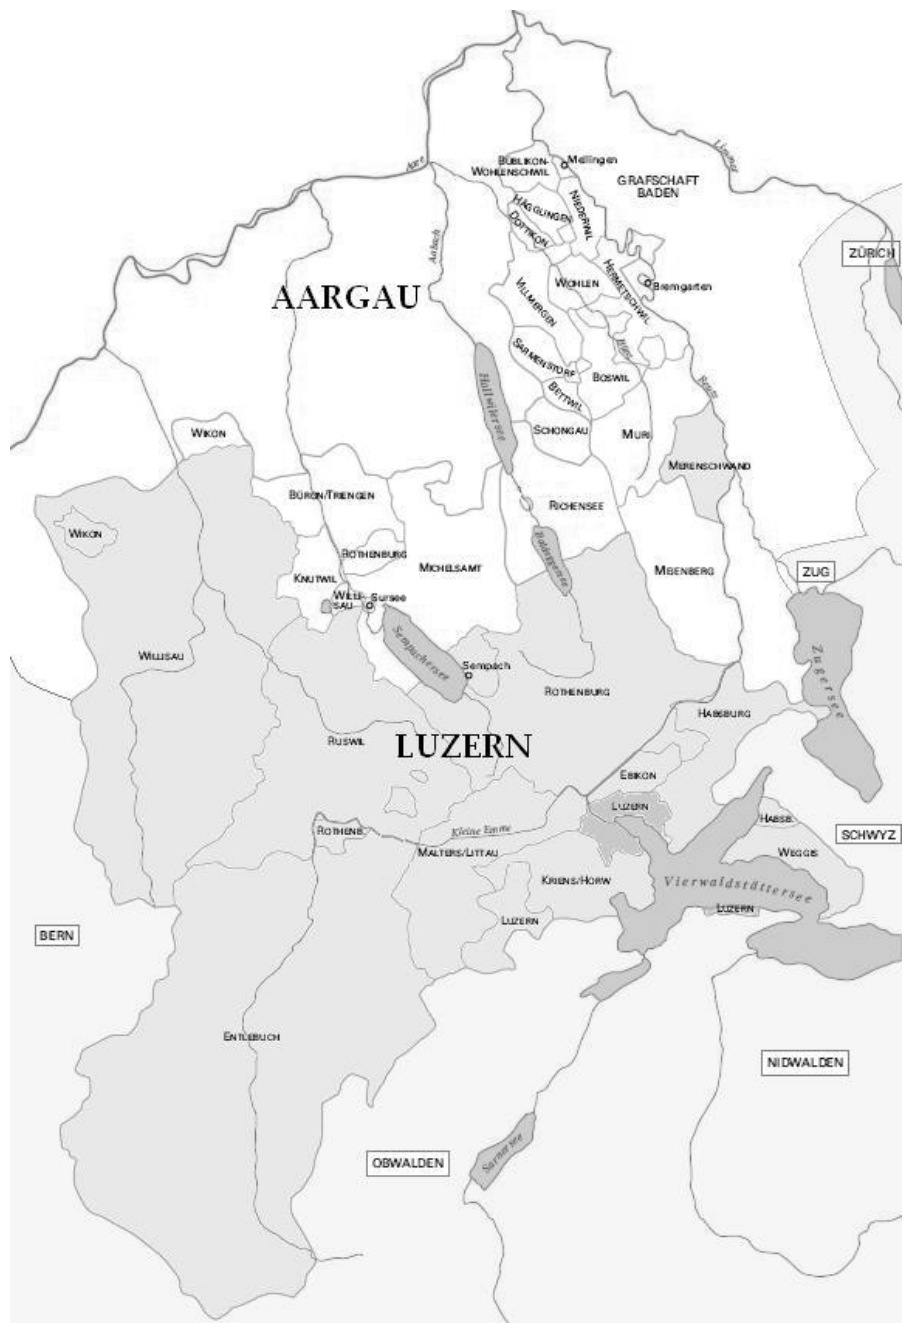 Aare
BÜBLIKON-
WOHLENSCHWIL
Mellingen
Limmat
GRAFSCHAFT
BADEN
NIEDERWIL
HÄGGLINGEN
DOTTIKON
Aabach
ZÜRICH
AARGAU
WOHLEN
HERMETSCHWIL
Bremgarten
VILLMERGEN
SARMENSTORF
Bünz
BOSWIL
BETTWIL
Hallwilersee
Reuss
WIKON
SCHONGAU
MURI
MERENSCHWAND
BÜRON/TRIENGEN
RICHENSEE
WIKON
ROTHENBURG
MICHELSAMT
Baldeggersee
MEIENBERG
ZUG
KNUTWIL
WILLI-
SAU
Sursee
Sempachersee
WILLISAU
Sempach
Zugersee
ROTHENBURG
HABSBURG
RUSWIL
LUZERN
EBIKON
LUZERN
ROTHENB.
Kleine Emme
HABSB.
SCHWYZ
MALTERS/LITTAU
WEGGIS
KRIENS/HORW
Vierwaldstättersee
LUZERN
LUZERN
BERN
ENTLEBUCH
NIDWALDEN
OBWALDEN
Sarnersee